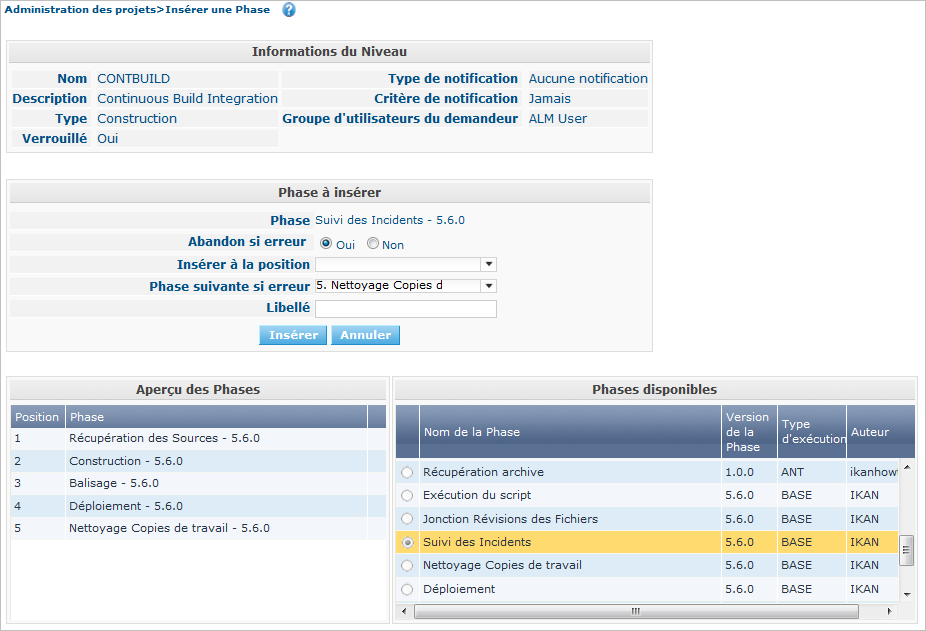 Administration des projets>Insérer une Phase ?
Informations du Niveau
Nom CONTBUILD Type de notification Aucune notification
Description Continuous Build Integration Critère de notification Jamais
Type Construction Groupe d'utilisateurs du demandeur ALM User
Verrouillé Oui
Phase à insérer
Phase Suivi des Incidents - 5.6.0
Abandon si erreur Oui Non
Insérer à la position
Phase suivante si erreur 5. Nettoyage Copies d
Libellé
Insérer Annuler
Aperçu des Phases
Position Phase
1 Récupération des Sources - 5.6.0
2 Construction - 5.6.0
3 Balisage - 5.6.0
4 Déploiement - 5.6.0
5 Nettoyage Copies de travail - 5.6.0
Phases disponibles
Nom de la Phase Version de la Phase Type d'exécution Auteur
Récupération archive 1.0.0 ANT ikanhow
Exécution du script 5.6.0 BASE IKAN
Jonction Révisions des Fichiers 5.6.0 BASE IKAN
Suivi des Incidents 5.6.0 BASE IKAN
Nettoyage Copies de travail 5.6.0 BASE IKAN
Déploiement 5.6.0 BASE IKAN